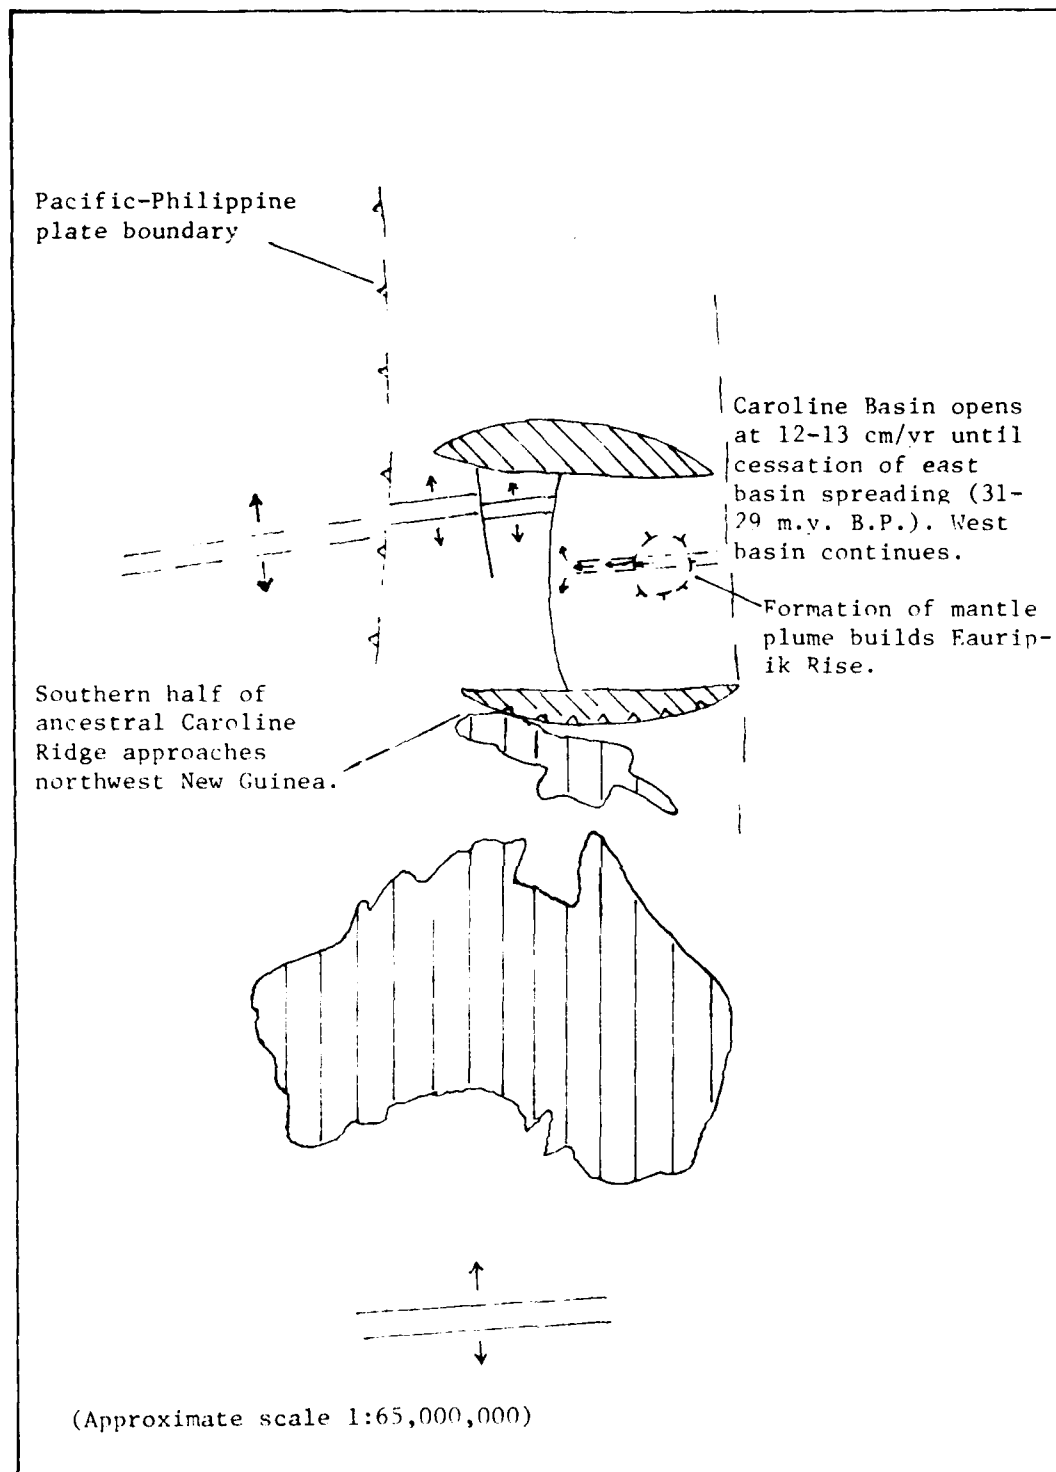 Pacific-Philippine
plate boundary
Caroline Basin opens
at 12-13 cm/yr until
cessation of east
basin spreading (31-
29 m.y. B.P.). West
basin continues.
Formation of mantle
plume builds Eaurip-
ik Rise.
Southern half of
ancestral Caroline
Ridge approaches
northwest New Guinea.
(Approximate scale 1:65,000,000)